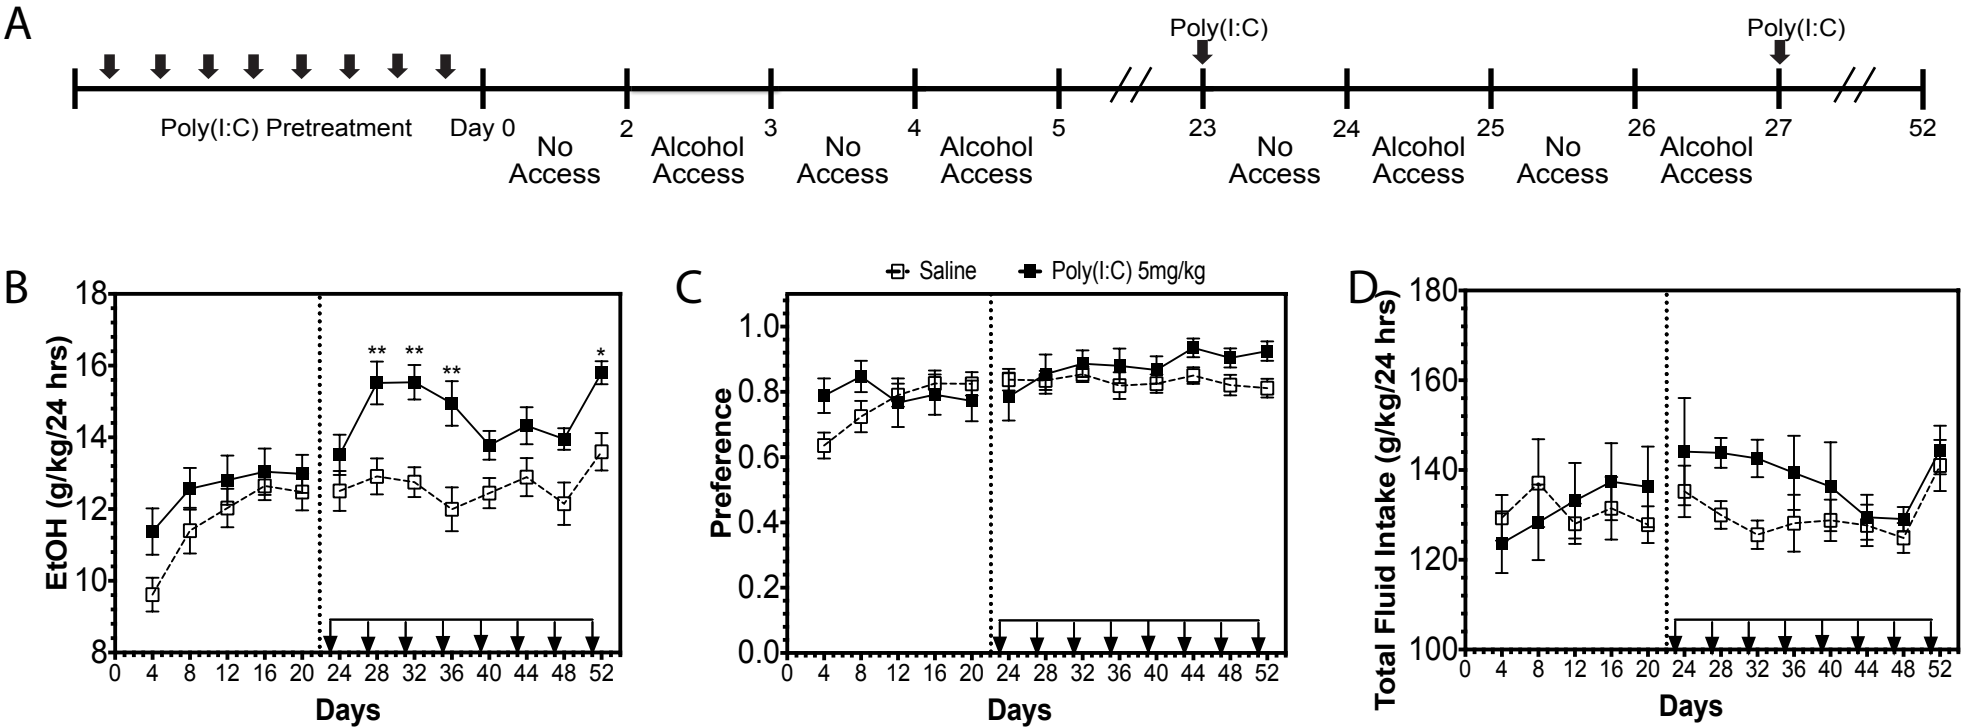 A
Poly(I:C)
Poly(I:C)
Poly(I:C) Pretreatment
Day 0
2
3
4
5
23
24
25
26
27
52
No
Access
Alcohol
Access
No
Access
Alcohol
Access
No
Access
Alcohol
Access
No
Access
Alcohol
Access
Saline
Poly(I:C) 5mg/kg
B
EtOH (g/kg/24 hrs)
18
16
14
12
10
8
** ** ** *
0 4 8 12 16 20 24 28 32 36 40 44 48 52
Days
C
Preference
1.0
0.8
0.6
0.4
0.2
0.0
0 4 8 12 16 20 24 28 32 36 40 44 48 52
Days
D
Total Fluid Intake (g/kg/24 hrs)
180
160
140
120
100
0 4 8 12 16 20 24 28 32 36 40 44 48 52
Days